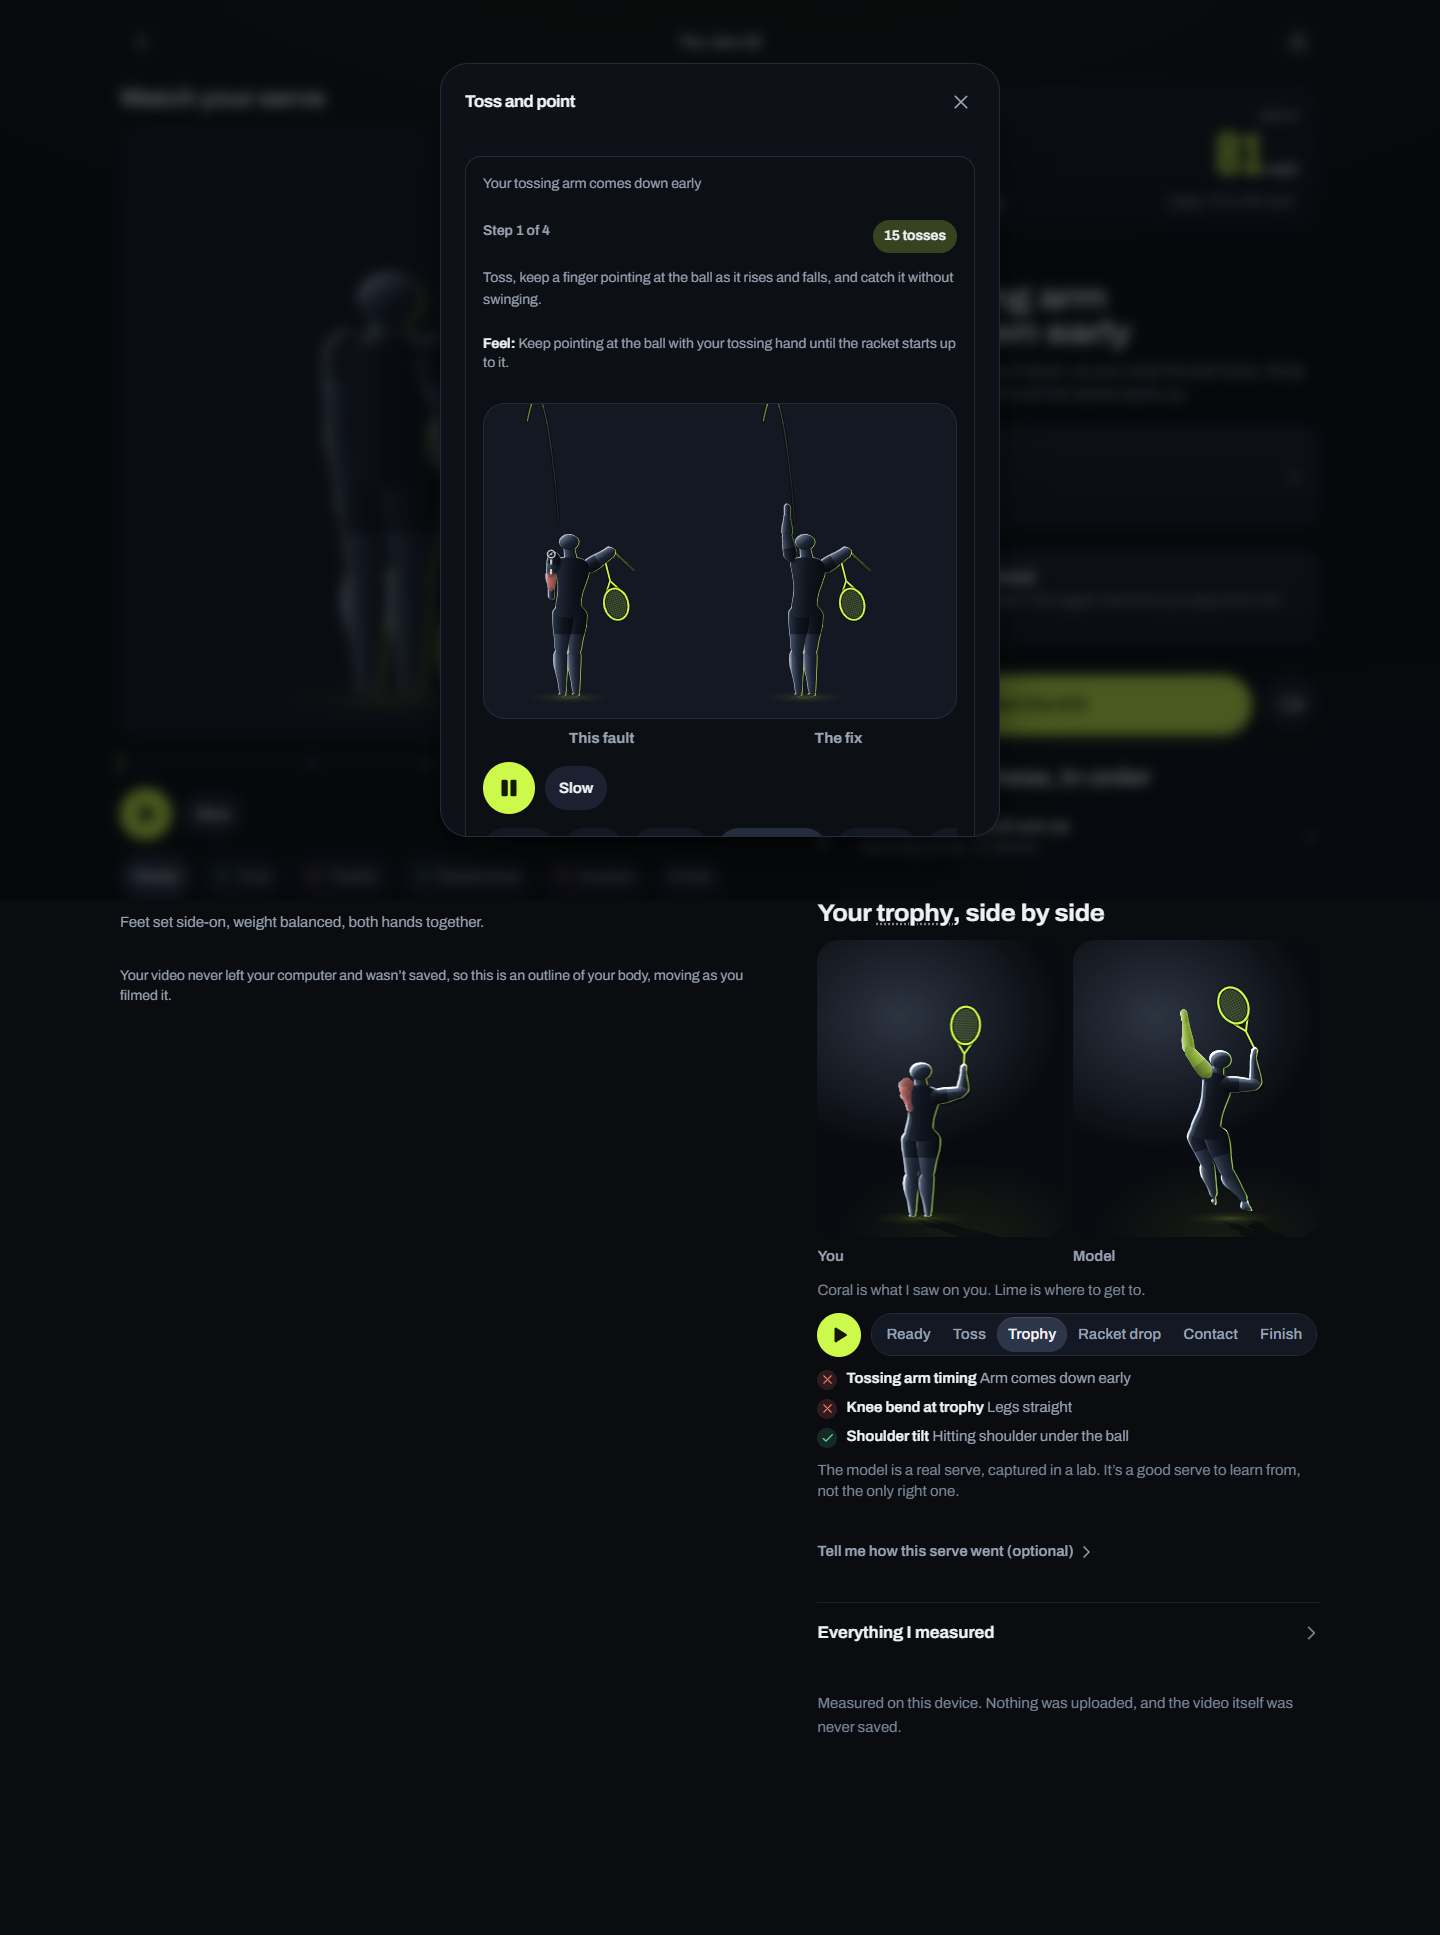 Watch your serve
81
Toss and point
Your tossing arm comes down early
Step 1 of 4
15 tosses
Toss, keep a finger pointing at the ball as it rises and falls, and catch it without
swinging.
Feel: Keep pointing at the ball with your tossing hand until the racket starts up
to it.
This fault
The fix
Slow
Feet set side-on, weight balanced, both hands together.
Your video never left your computer and wasn't saved, so this is an outline of your body, moving as you
filmed it.
Your trophy, side by side
You
Model
Coral is what I saw on you. Lime is where to get to.
Ready
Toss
Trophy
Racket drop
Contact
Finish
Tossing arm timing Arm comes down early
Knee bend at trophy Legs straight
Shoulder tilt Hitting shoulder under the ball
The model is a real serve, captured in a lab. It's a good serve to learn from,
not the only right one.
Tell me how this serve went (optional)
Everything I measured
Measured on this device. Nothing was uploaded, and the video itself was
never saved.